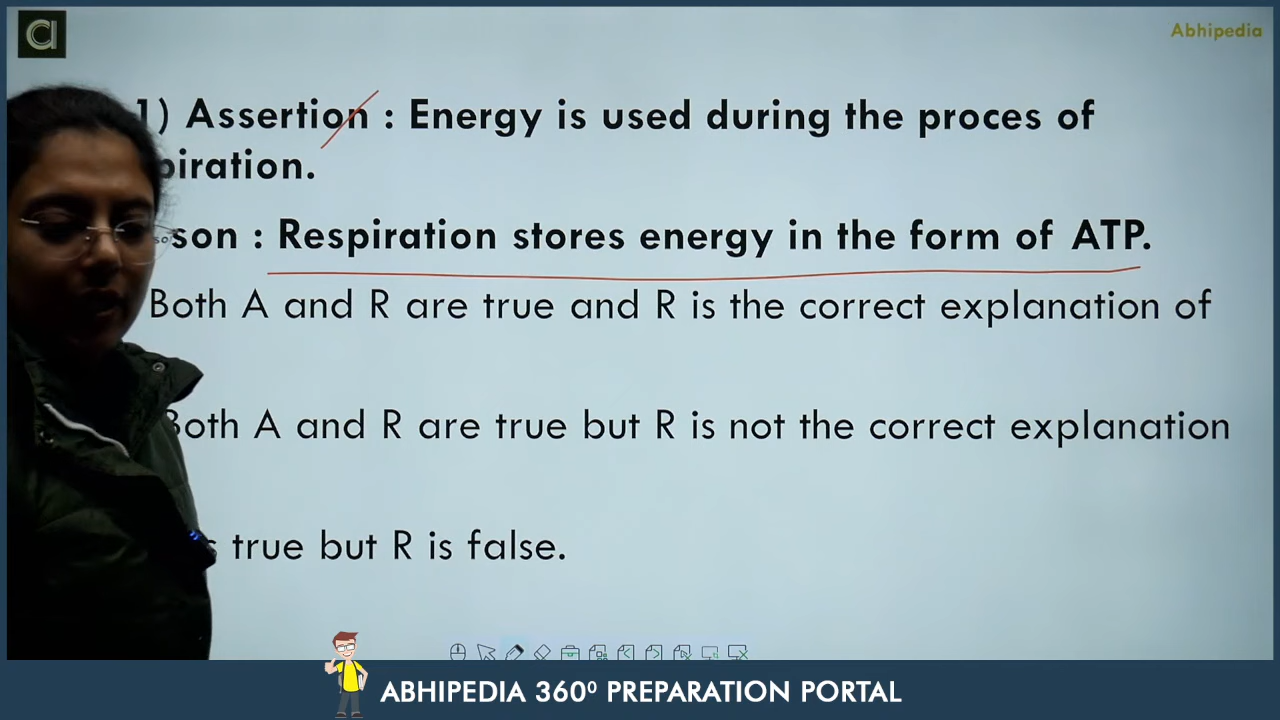 Abhipedia
1) Assertion : Energy is used during the proces of
piration.
son : Respiration stores energy in the form of ATP.
Both A and R are true and R is the correct explanation of
Both A and R are true but R is not the correct explanation
true but R is false.
ABHIPEDIA 360⁰ PREPARATION PORTAL